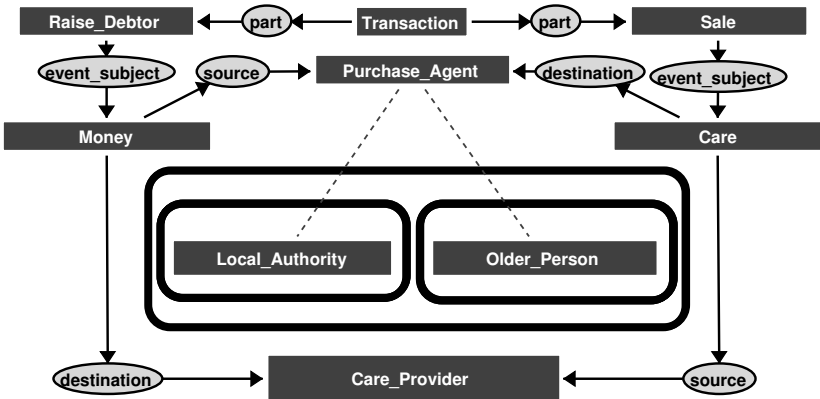 Raise_Debtor
part
Transaction
part
Sale
event_subject
source
Purchase_Agent
destination
event_subject
Money
Care
Local_Authority
Older_Person
destination
Care_Provider
source